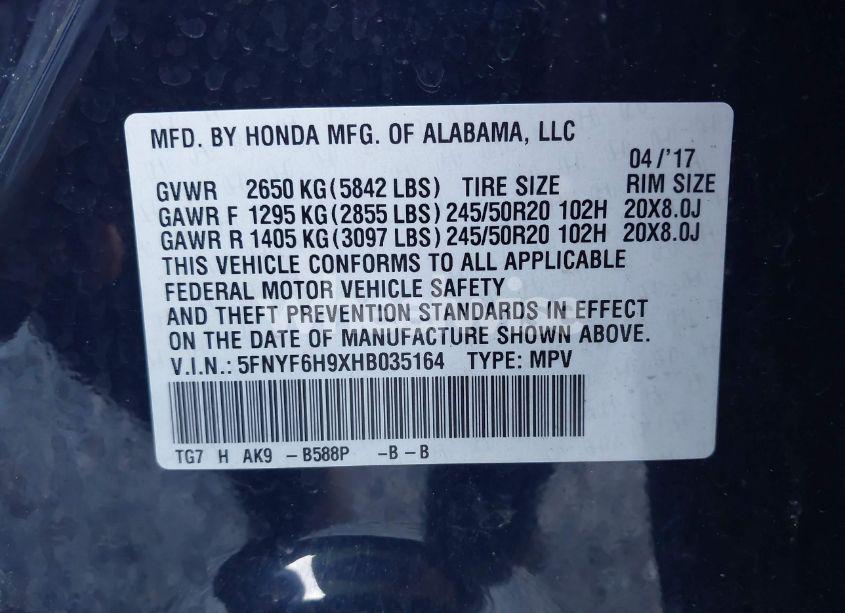 MFD. BY HONDA MFG. OF ALABAMA, LLC
04/'17
GVWR 2650 KG(5842 LBS) TIRE SIZE RIM SIZE
GAWR F 1295 KG(2855 LBS) 245/50R20 102H 20X8.0J
GAWR R 1405 KG(3097 LBS) 245/50R20 102H 20X8.0J
THIS VEHICLE CONFORMS TO ALL APPLICABLE
FEDERAL MOTOR VEHICLE SAFETY
AND THEFT PREVENTION STANDARDS IN EFFECT
ON THE DATE OF MANUFACTURE SHOWN ABOVE.
V.I.N.: 5FNYF6H9XHB035164 TYPE: MPV
TG7 H AK9 -B588P -B-B